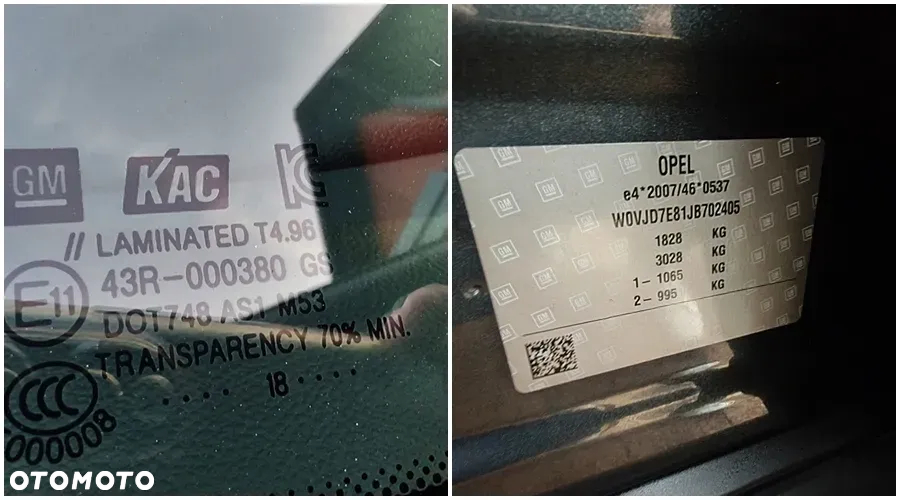 GM KAC
// LAMINATED T4.96
43R-000380 GS
E11
DOT748 AS1 M53
TRANSPARENCY 70% MIN.
CCC
.... 18 ....
000008
OTOMOTO
OPEL
e4*2007/46*0537
W0VJD7E81JB702405
1828 KG
3028 KG
1- 1065 KG
2- 995 KG